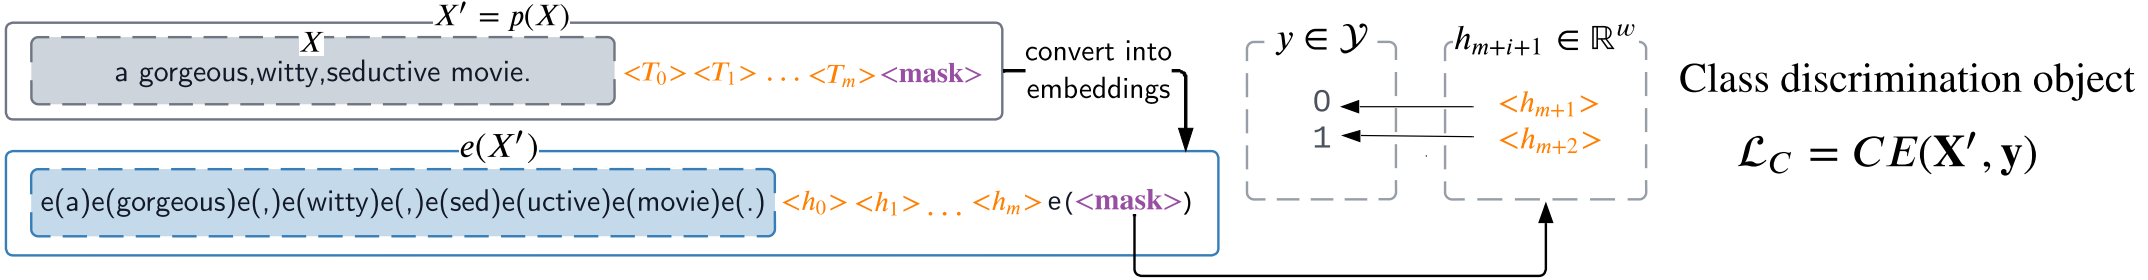 X′ = p(X)
X
a gorgeous,witty,seductive movie. <T₀> <T₁> ... <Tₘ> <mask>
convert into
embeddings
e(X′)
e(a)e(gorgeous)e(,)e(witty)e(,)e(sed)e(uctive)e(movie)e(.) <h₀> <h₁> ... <hₘ> e(<mask>)
y ∈ 𝒴
0
1
hₘ₊ᵢ₊₁ ∈ ℝʷ
<hₘ₊₁>
<hₘ₊₂>
Class discrimination object
ℒ_C = CE(X′, y)